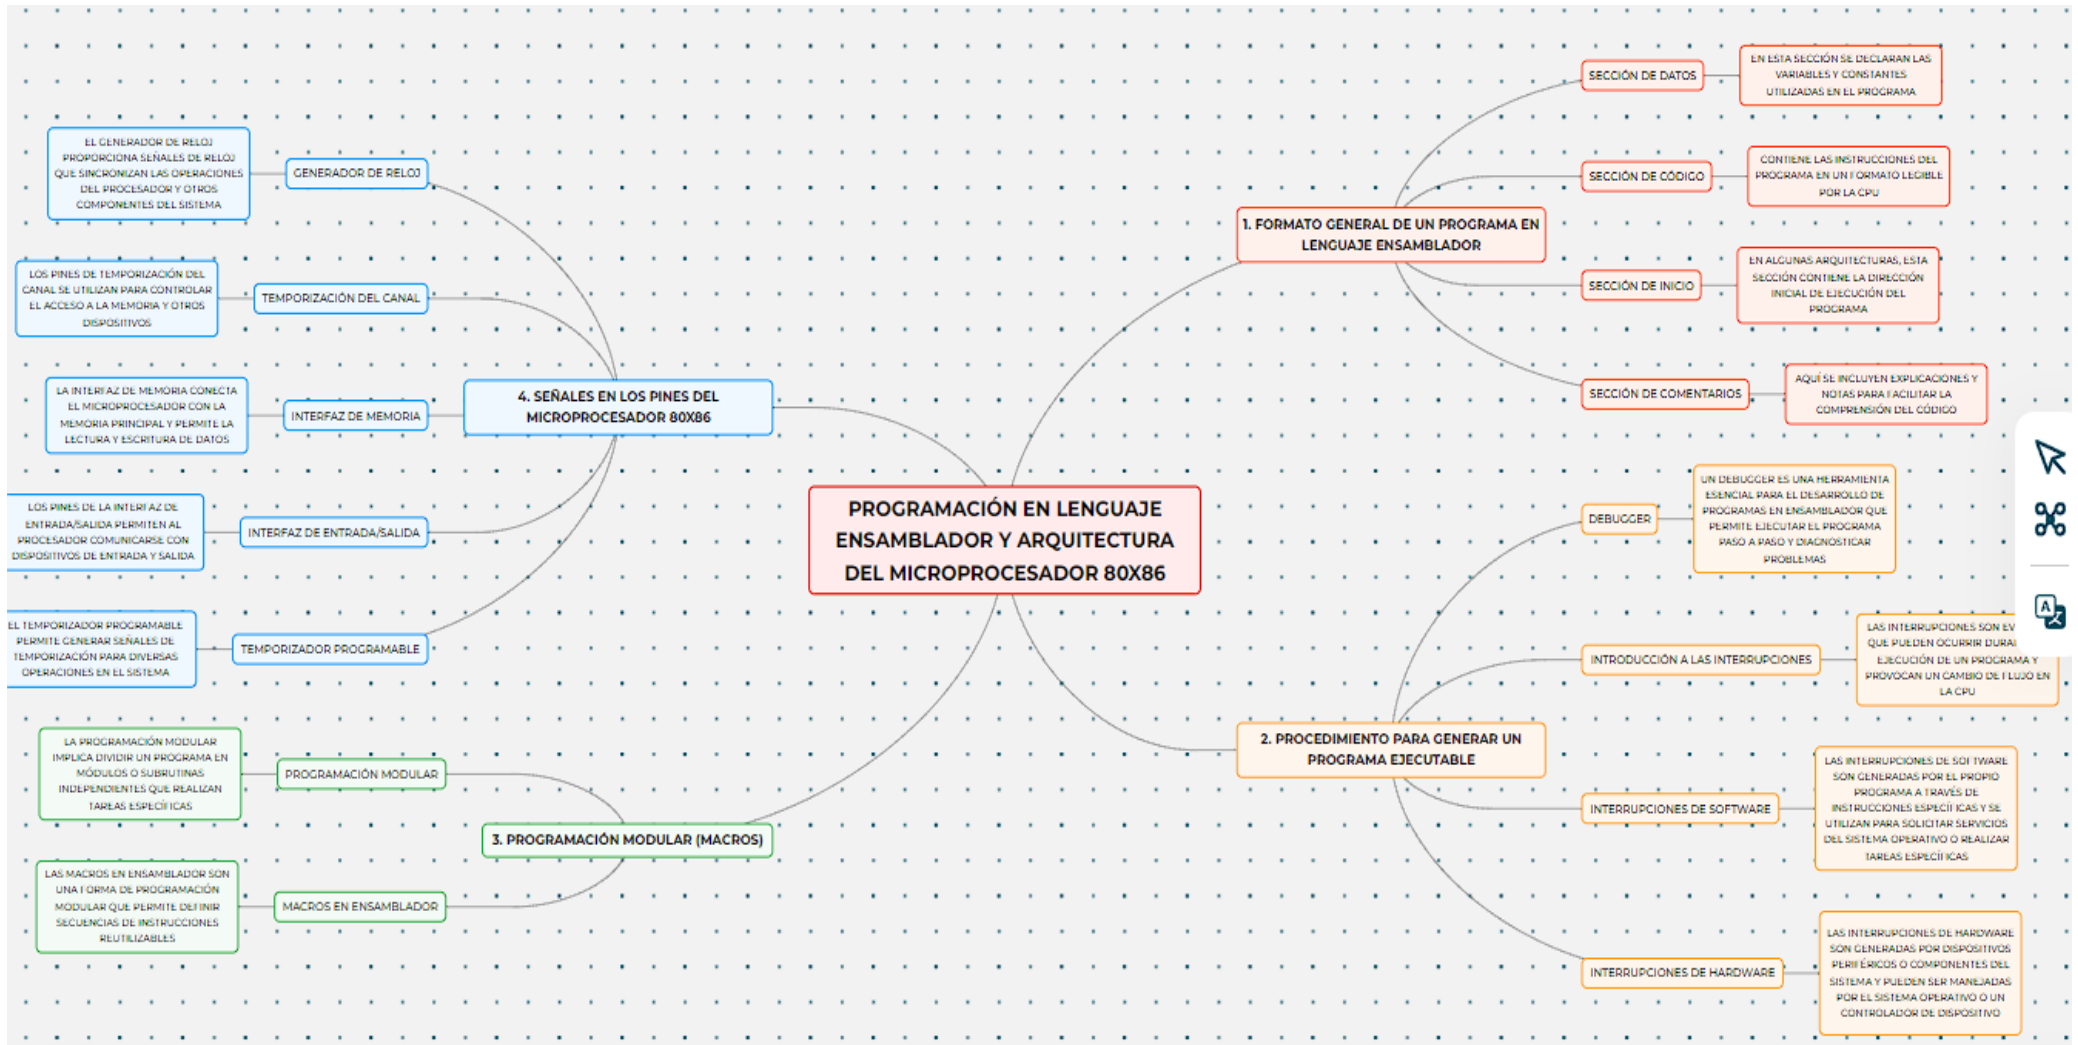 PROGRAMACIÓN EN LENGUAJE
ENSAMBLADOR Y ARQUITECTURA
DEL MICROPROCESADOR 80X86
1. FORMATO GENERAL DE UN PROGRAMA EN
LENGUAJE ENSAMBLADOR
SECCIÓN DE DATOS
EN ESTA SECCIÓN SE DECLARAN LAS
VARIABLES Y CONSTANTES
UTILIZADAS EN EL PROGRAMA
SECCIÓN DE CÓDIGO
CONTIENE LAS INSTRUCCIONES DEL
PROGRAMA EN UN FORMATO LEGIBLE
POR LA CPU
SECCIÓN DE INICIO
EN ALGUNAS ARQUITECTURAS, ESTA
SECCIÓN CONTIENE LA DIRECCIÓN
INICIAL DE EJECUCIÓN DEL
PROGRAMA
SECCIÓN DE COMENTARIOS
AQUÍ SE INCLUYEN EXPLICACIONES Y
NOTAS PARA FACILITAR LA
COMPRENSIÓN DEL CÓDIGO
2. PROCEDIMIENTO PARA GENERAR UN
PROGRAMA EJECUTABLE
DEBUGGER
UN DEBUGGER ES UNA HERRAMIENTA
ESENCIAL PARA EL DESARROLLO DE
PROGRAMAS EN ENSAMBLADOR QUE
PERMITE EJECUTAR EL PROGRAMA
PASO A PASO Y DIAGNOSTICAR
PROBLEMAS
INTRODUCCIÓN A LAS INTERRUPCIONES
LAS INTERRUPCIONES SON
QUE PUEDEN OCURRIR
EJECUCIÓN DE UN PROGRAMA Y
PROVOCAN UN CAMBIO DE FLUJO EN
LA CPU
INTERRUPCIONES DE SOFTWARE
LAS INTERRUPCIONES DE SOFTWARE
SON GENERADAS POR EL PROPIO
PROGRAMA A TRAVÉS DE
INSTRUCCIONES ESPECÍFICAS Y SE
UTILIZAN PARA SOLICITAR SERVICIOS
DEL SISTEMA OPERATIVO O REALIZAR
TAREAS ESPECÍFICAS
INTERRUPCIONES DE HARDWARE
LAS INTERRUPCIONES DE HARDWARE
SON GENERADAS POR DISPOSITIVOS
PERIFÉRICOS O COMPONENTES DEL
SISTEMA Y PUEDEN SER MANEJADAS
POR EL SISTEMA OPERATIVO O UN
CONTROLADOR DE DISPOSITIVO
3. PROGRAMACIÓN MODULAR (MACROS)
PROGRAMACIÓN MODULAR
LA PROGRAMACIÓN MODULAR
IMPLICA DIVIDIR UN PROGRAMA EN
MÓDULOS O SUBRUTINAS
INDEPENDIENTES QUE REALIZAN
TAREAS ESPECÍFICAS
MACROS EN ENSAMBLADOR
LAS MACROS EN ENSAMBLADOR SON
UNA FORMA DE PROGRAMACIÓN
MODULAR QUE PERMITE DEFINIR
SECUENCIAS DE INSTRUCCIONES
REUTILIZABLES
4. SEÑALES EN LOS PINES DEL
MICROPROCESADOR 80X86
GENERADOR DE RELOJ
EL GENERADOR DE RELOJ
PROPORCIONA SEÑALES DE RELOJ
QUE SINCRONIZAN LAS OPERACIONES
DEL PROCESADOR Y OTROS
COMPONENTES DEL SISTEMA
TEMPORIZACIÓN DEL CANAL
LOS PINES DE TEMPORIZACIÓN DEL
CANAL SE UTILIZAN PARA CONTROLAR
EL ACCESO A LA MEMORIA Y OTROS
DISPOSITIVOS
INTERFAZ DE MEMORIA
LA INTERFAZ DE MEMORIA CONECTA
EL MICROPROCESADOR CON LA
MEMORIA PRINCIPAL Y PERMITE LA
LECTURA Y ESCRITURA DE DATOS
INTERFAZ DE ENTRADA/SALIDA
LOS PINES DE LA INTERFAZ DE
ENTRADA/SALIDA PERMITEN AL
PROCESADOR COMUNICARSE CON
DISPOSITIVOS DE ENTRADA Y SALIDA
TEMPORIZADOR PROGRAMABLE
EL TEMPORIZADOR PROGRAMABLE
PERMITE GENERAR SEÑALES DE
TEMPORIZACIÓN PARA DIVERSAS
OPERACIONES EN EL SISTEMA
A